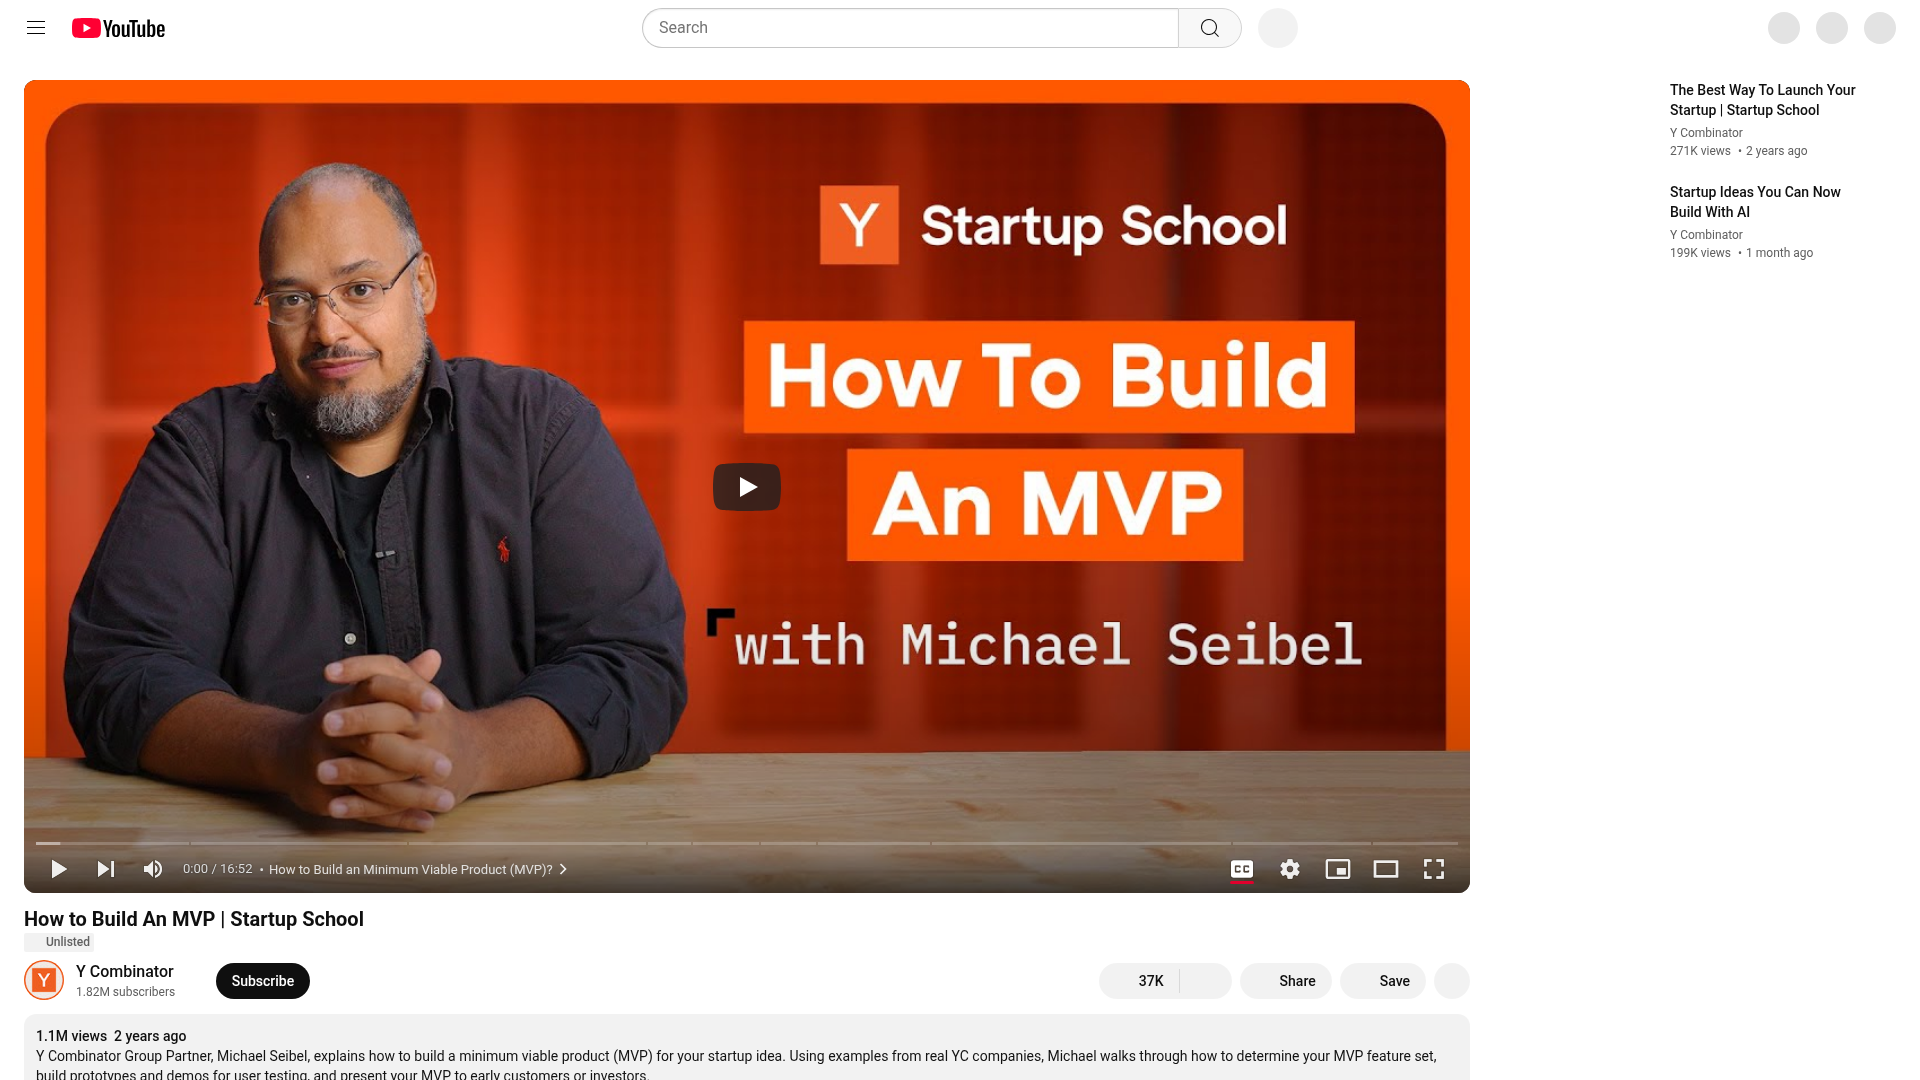 YouTube
Search
Y Startup School
How To Build
An MVP
with Michael Seibel
0:00 / 16:52 • How to Build an Minimum Viable Product (MVP)?
CC
How to Build An MVP | Startup School
Unlisted
Y
Y Combinator
1.82M subscribers
Subscribe
37K
Share
Save
1.1M views 2 years ago
Y Combinator Group Partner, Michael Seibel, explains how to build a minimum viable product (MVP) for your startup idea. Using examples from real YC companies, Michael walks through how to determine your MVP feature set,
build prototypes and demos for user testing, and present your MVP to early customers or investors.
The Best Way To Launch Your
Startup | Startup School
Y Combinator
271K views • 2 years ago
Startup Ideas You Can Now
Build With AI
Y Combinator
199K views • 1 month ago